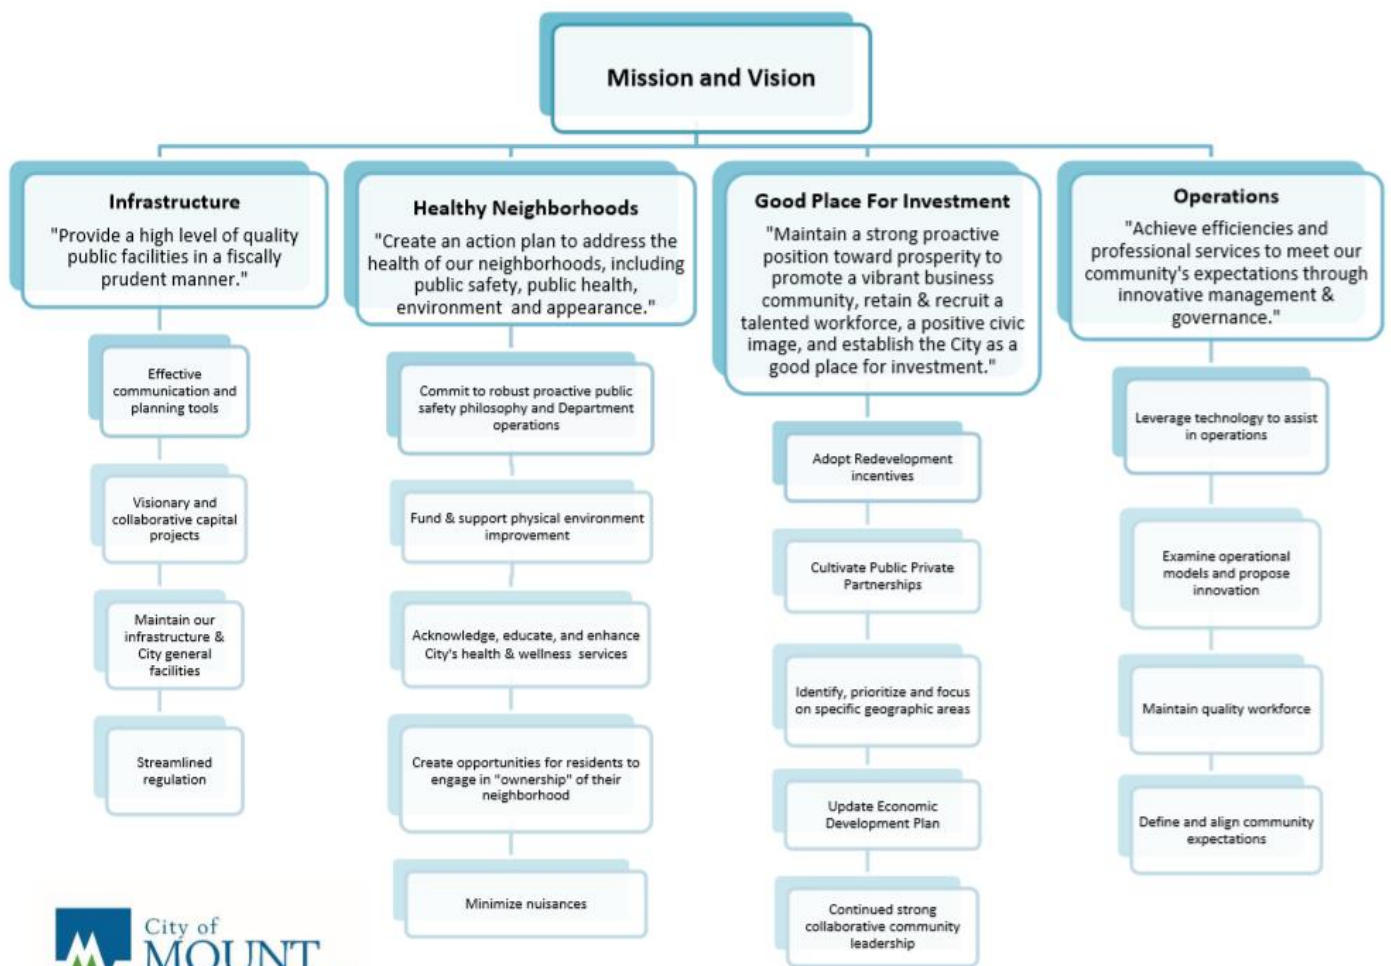 Mission and Vision
Infrastructure
"Provide a high level of quality
public facilities in a fiscally
prudent manner."
Effective
communication and
planning tools
Visionary and
collaborative capital
projects
Maintain our
infrastructure &
City general
facilities
Streamlined
regulation
Healthy Neighborhoods
"Create an action plan to address the
health of our neighborhoods, including
public safety, public health,
environment and appearance."
Commit to robust proactive public
safety philosophy and Department
operations
Fund & support physical environment
improvement
Acknowledge, educate, and enhance
City's health & wellness services
Create opportunities for residents to
engage in "ownership" of their
neighborhood
Minimize nuisances
Good Place For Investment
"Maintain a strong proactive
position toward prosperity to
promote a vibrant business
community, retain & recruit a
talented workforce, a positive civic
image, and establish the City as a
good place for investment."
Adopt Redevelopment
incentives
Cultivate Public Private
Partnerships
Identify, prioritize and focus
on specific geographic areas
Update Economic
Development Plan
Continued strong
collaborative community
leadership
Operations
"Achieve efficiencies and
professional services to meet our
community's expectations through
innovative management &
governance."
Leverage technology to assist
in operations
Examine operational
models and propose
innovation
Maintain quality workforce
Define and align community
expectations
City of
MOUNT